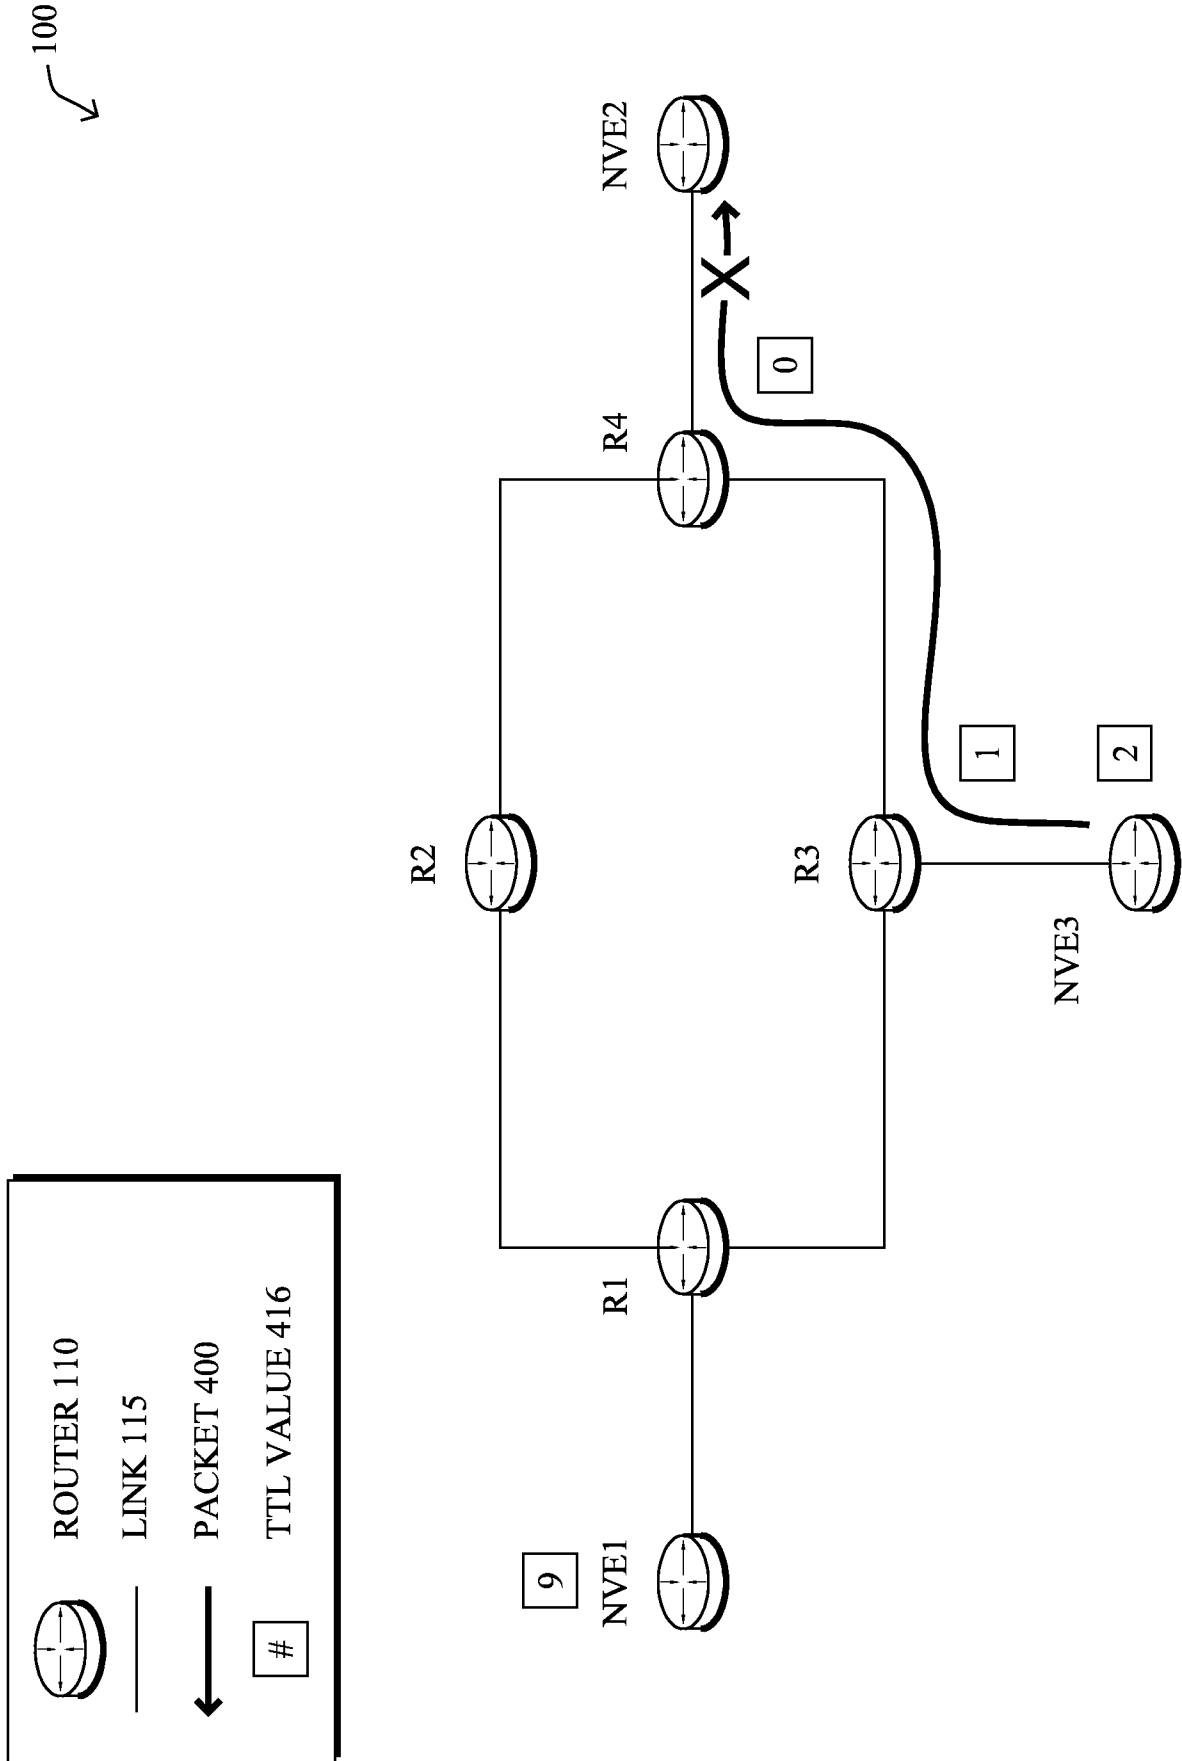 100
ROUTER 110
LINK 115
PACKET 400
# TTL VALUE 416
R2
9
NVE1
R1
R4
NVE2
X
0
R3
1
NVE3
2